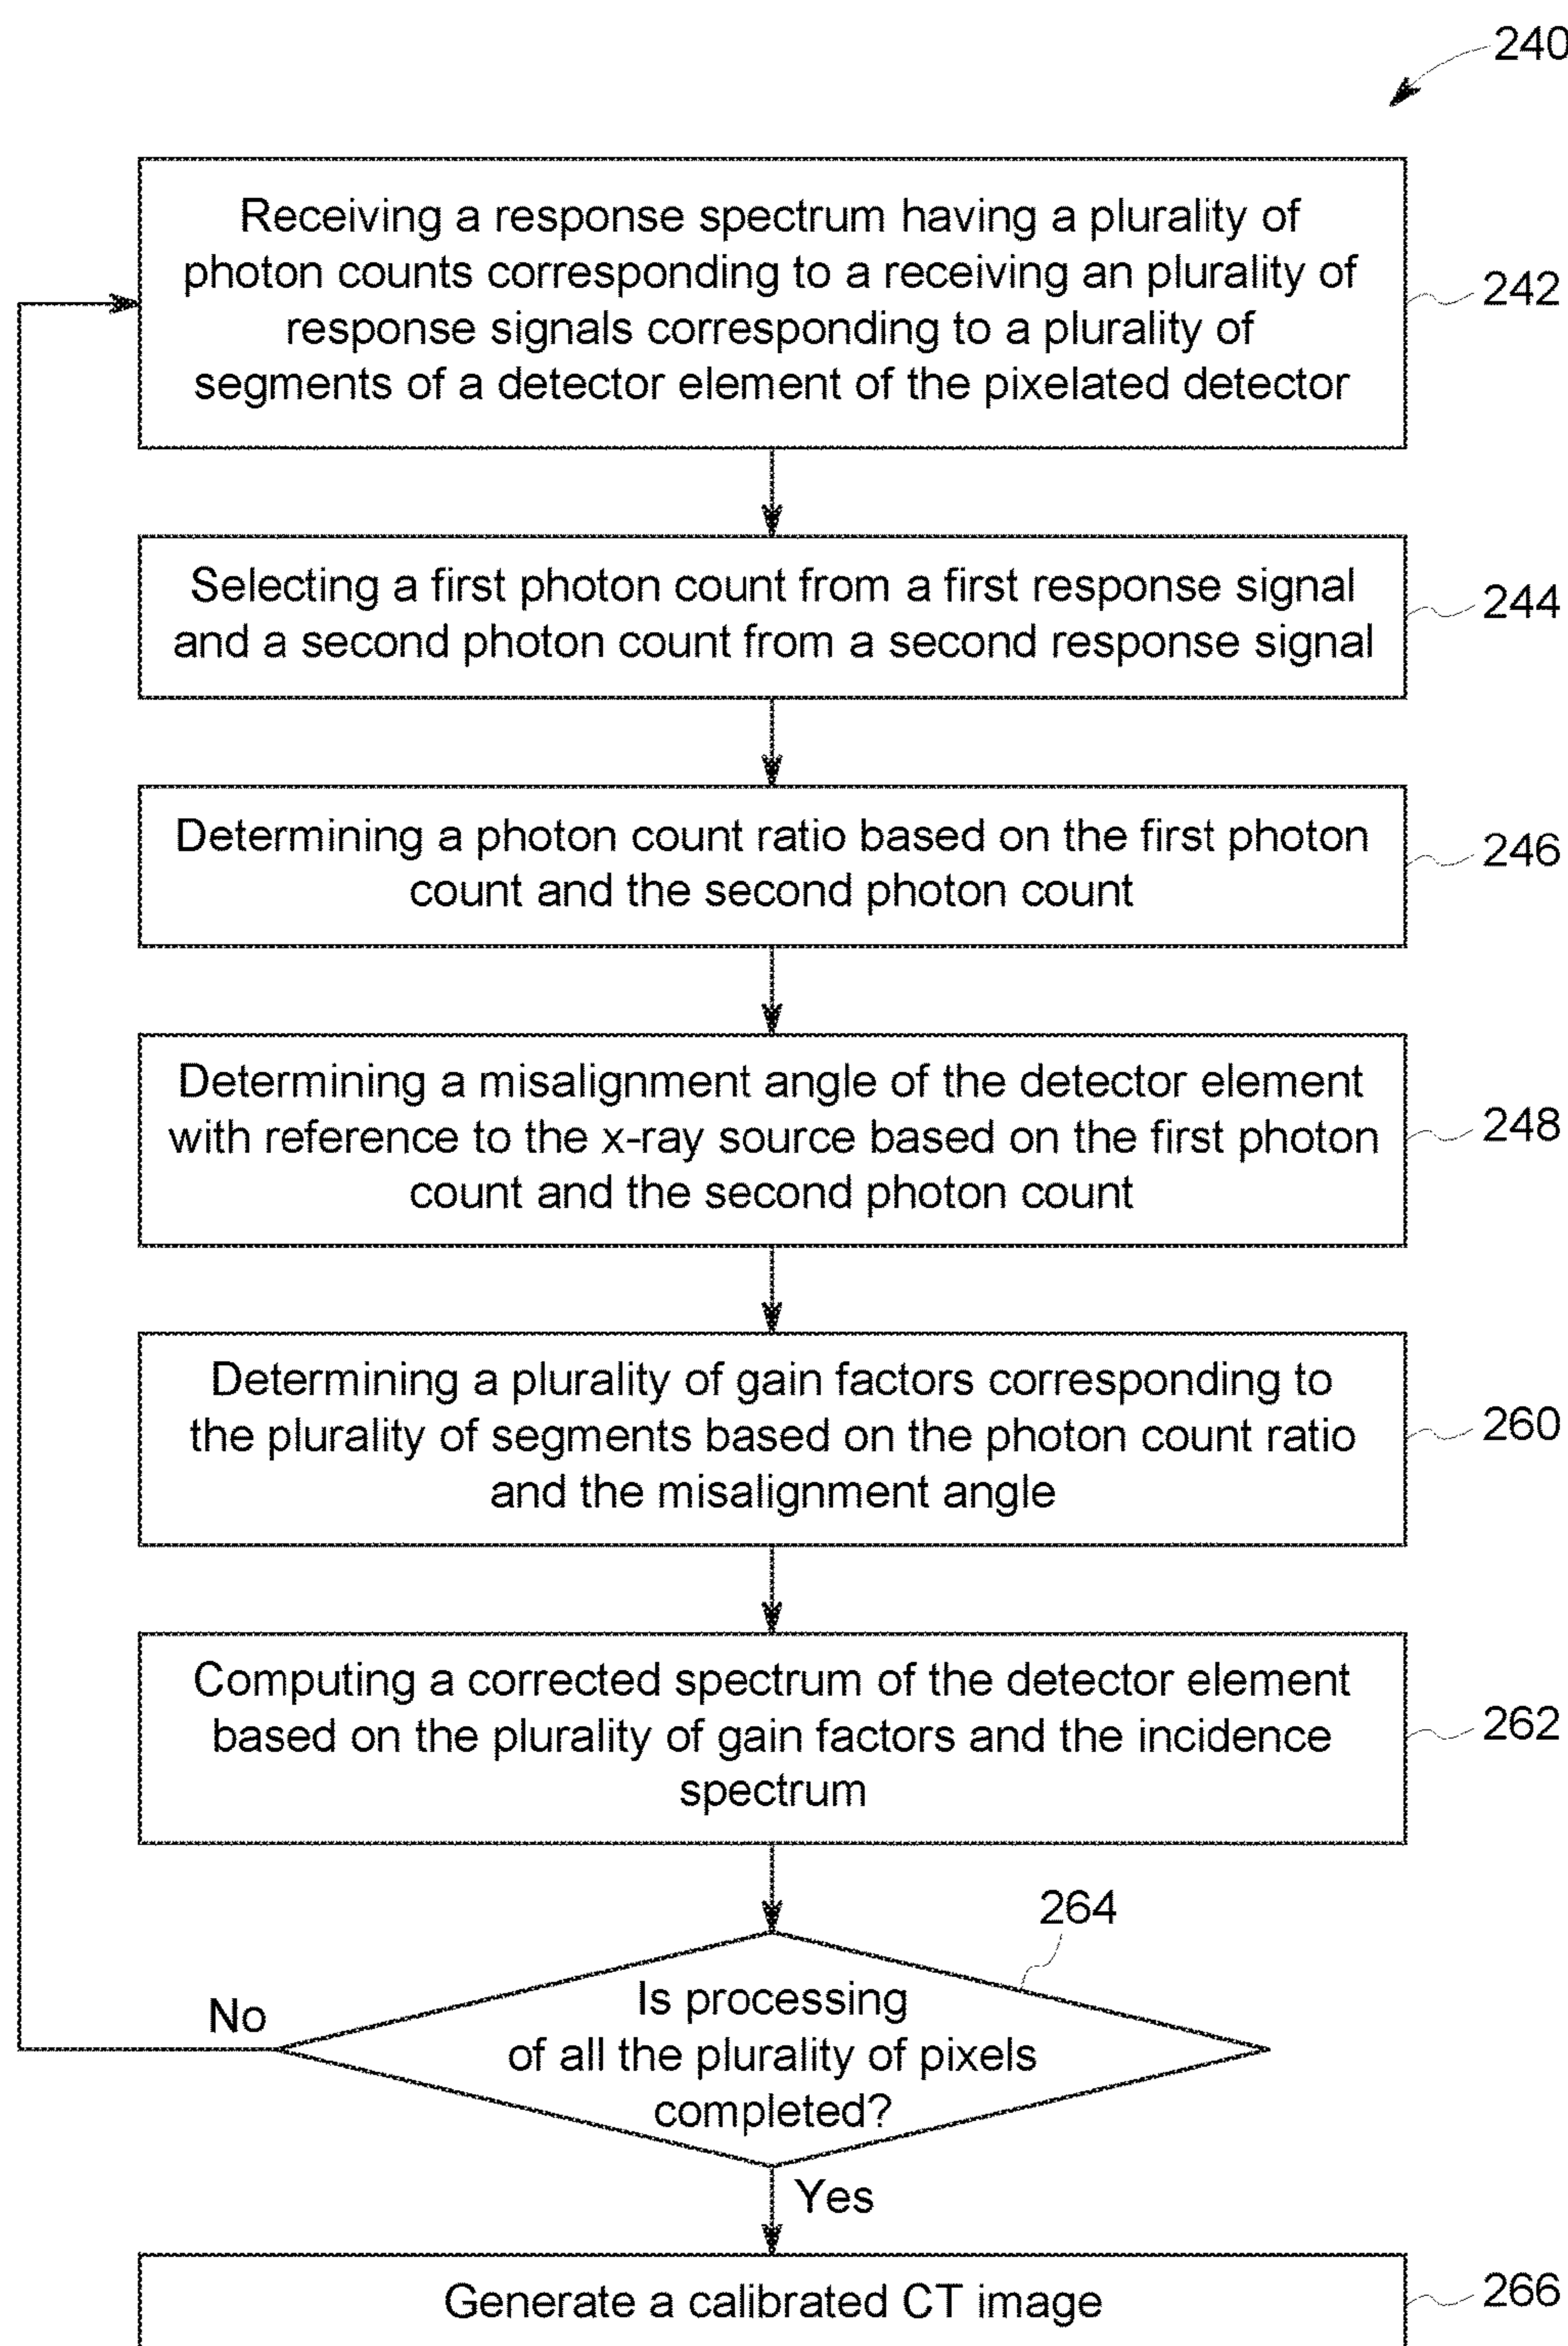 240
Receiving a response spectrum having a plurality of
photon counts corresponding to a receiving an plurality of
response signals corresponding to a plurality of
segments of a detector element of the pixelated detector
242
Selecting a first photon count from a first response signal
and a second photon count from a second response signal
244
Determining a photon count ratio based on the first photon
count and the second photon count
246
Determining a misalignment angle of the detector element
with reference to the x-ray source based on the first photon
count and the second photon count
248
Determining a plurality of gain factors corresponding to
the plurality of segments based on the photon count ratio
and the misalignment angle
260
Computing a corrected spectrum of the detector element
based on the plurality of gain factors and the incidence
spectrum
262
264
Is processing
of all the plurality of pixels
completed?
No
Yes
Generate a calibrated CT image
266